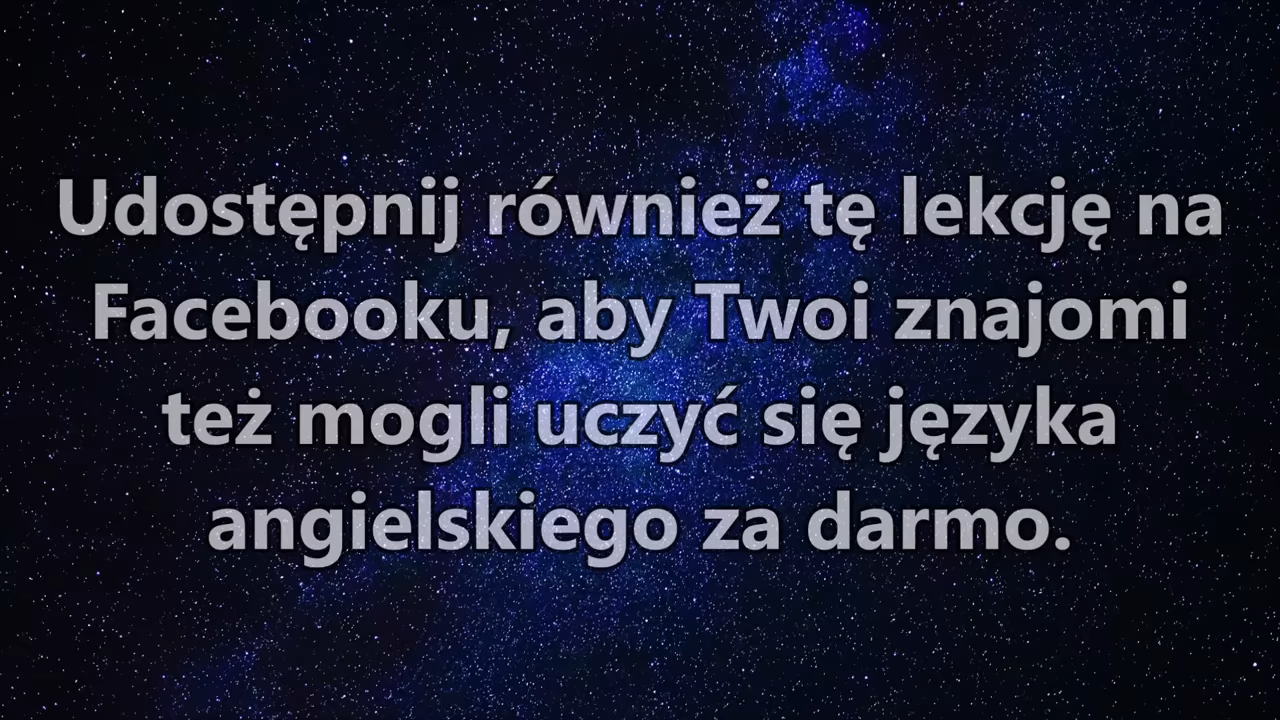 Udostępnij również tę lekcję na
Facebooku, aby Twoi znajomi
też mogli uczyć się języka
angielskiego za darmo.